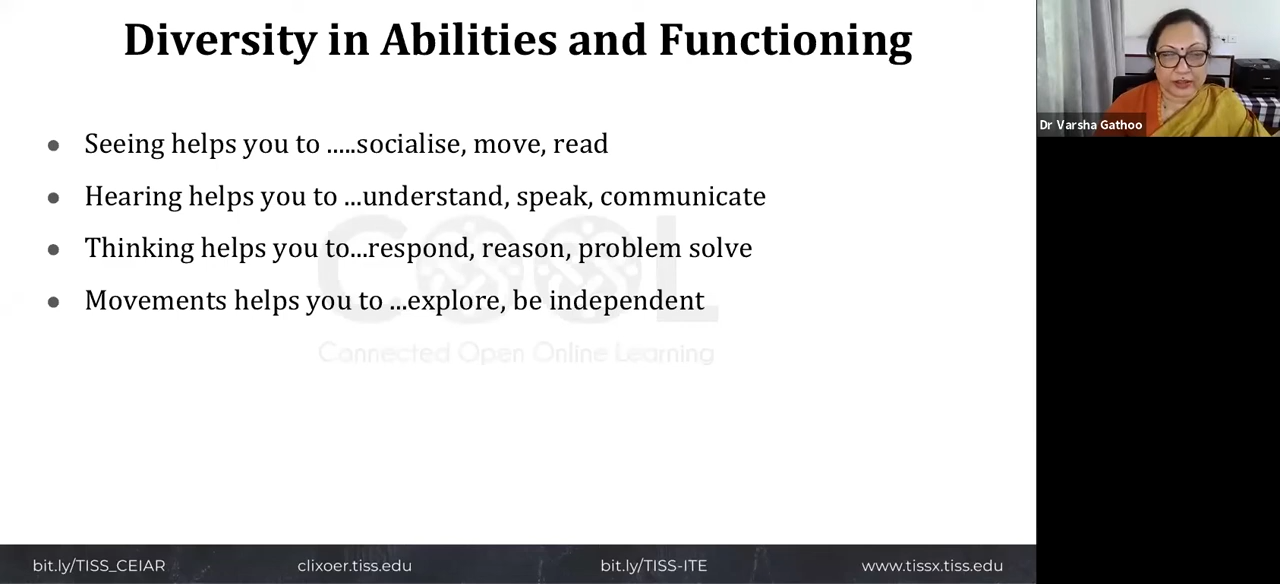 Diversity in Abilities and Functioning
Dr Varsha Gathoo
● Seeing helps you to .....socialise, move, read
● Hearing helps you to ...understand, speak, communicate
● Thinking helps you to...respond, reason, problem solve
● Movements helps you to ...explore, be independent
COOL
Connected Open Online Learning
bit.ly/TISS_CEIAR clixoer.tiss.edu bit.ly/TISS-ITE www.tissx.tiss.edu